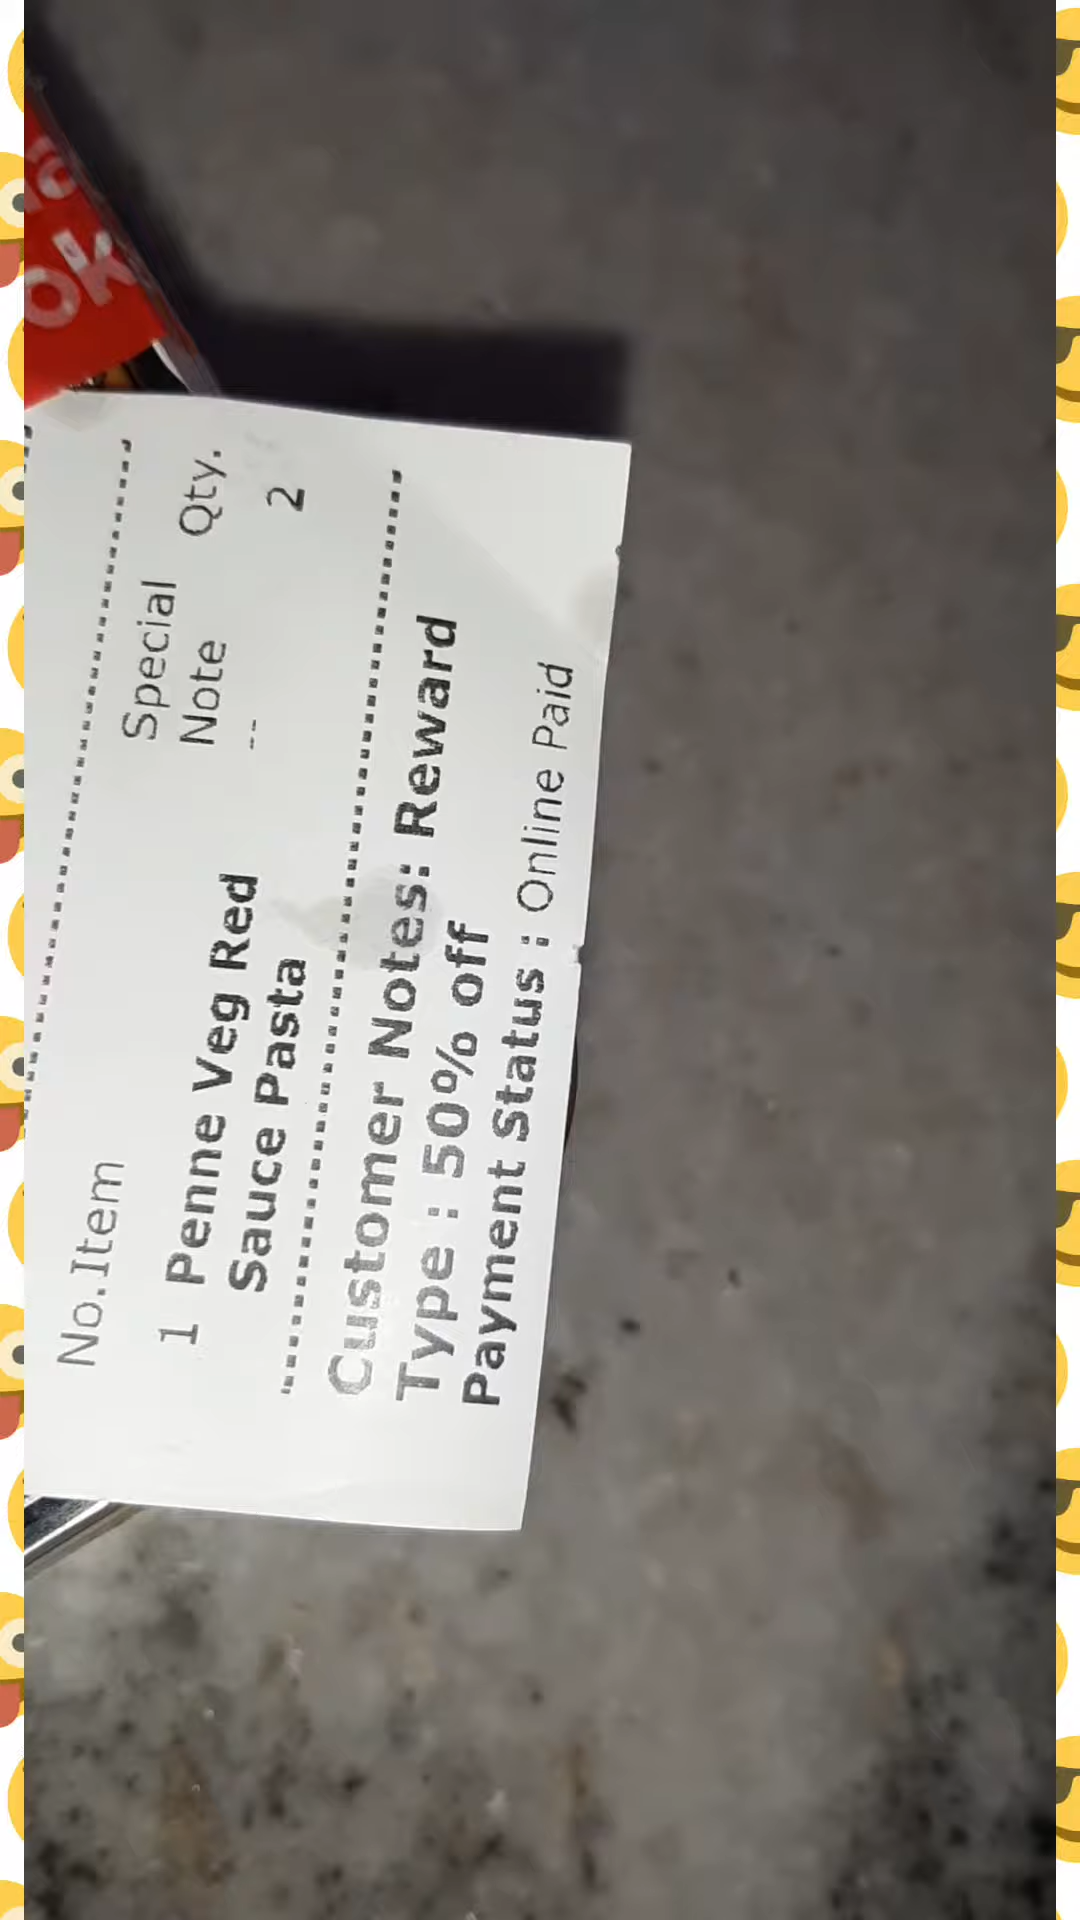 Special
No.Item Note Qty.
1 Penne Veg Red -- 2
Sauce Pasta
Customer Notes: Reward
Type : 50% off
Payment Status : Online Paid
ok